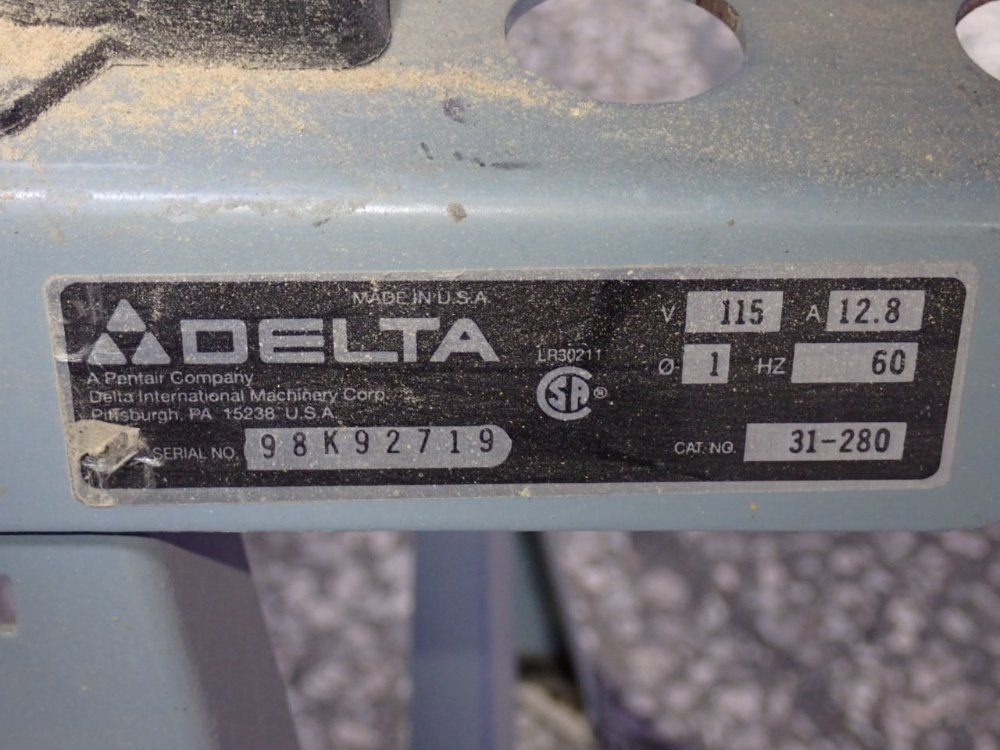 MADE IN U.S.A.
DELTA
A Pentair Company
Delta International Machinery Corp.
Pittsburgh, PA 15238 U.S.A.
SERIAL NO. 98K92719
LR30211
SA ®
V 115 A 12.8
Ø 1 HZ 60
CAT. NO. 31-280